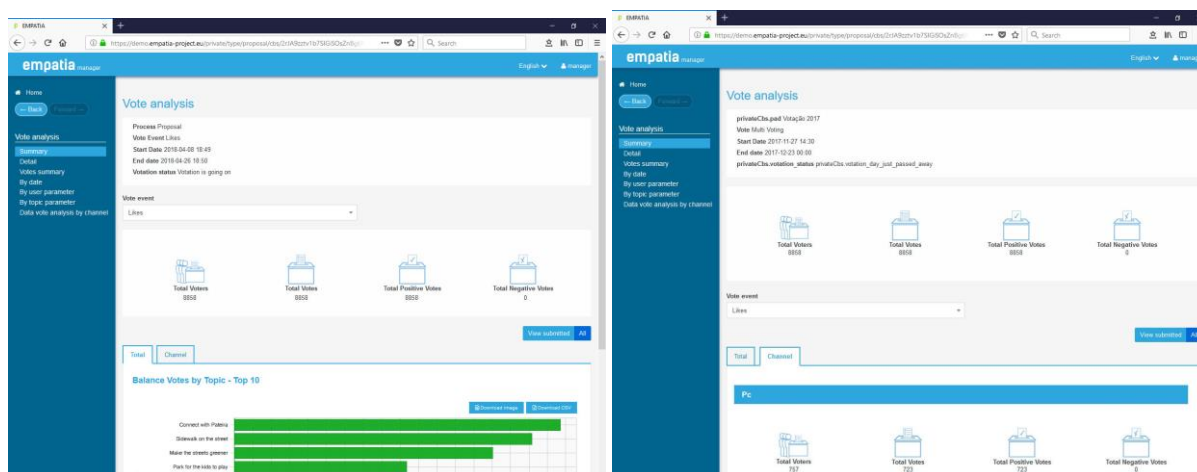 EMPATIA
https://demo.empatia-project.eu/private/type/proposal/cbs/
Search
empatia manager
English
manager
Home
Back
Forward
Vote analysis
Summary
Detail
Votes summary
By date
By user parameter
By topic parameter
Data vote analysis by channel
Vote analysis
Process Proposal
Vote Event Likes
Start Date 2018-04-08 18:49
End date 2018-04-26 18:50
Votation status Votation is going on
Vote event
Likes
Total Voters
8858
Total Votes
8858
Total Positive Votes
8858
Total Negative Votes
0
View submitted All
Total Channel
Balance Votes by Topic - Top 10
Download Image Download CSV
Connect with Patena
Sidewalk on the street
Make the streets greener
Park for the kids to play
EMPATIA
https://demo.empatia-project.eu/private/type/proposal/cbs/
Search
empatia manager
English
Home
Back
Forward
Vote analysis
Summary
Detail
Votes summary
By date
By user parameter
By topic parameter
Data vote analysis by channel
Vote analysis
privateCbs.pad Votação 2017
Vote Multi Voting
Start Date 2017-11-27 14:30
End date 2017-12-23 00:00
privateCbs.votation_status privateCbs.votation_day_just_passed_away
Total Voters
8858
Total Votes
8858
Total Positive Votes
8858
Total Negative Votes
0
Vote event
Likes
View submitted All
Total Channel
Pc
Total Voters
767
Total Votes
723
Total Positive Votes
723
Total Negative Votes
0